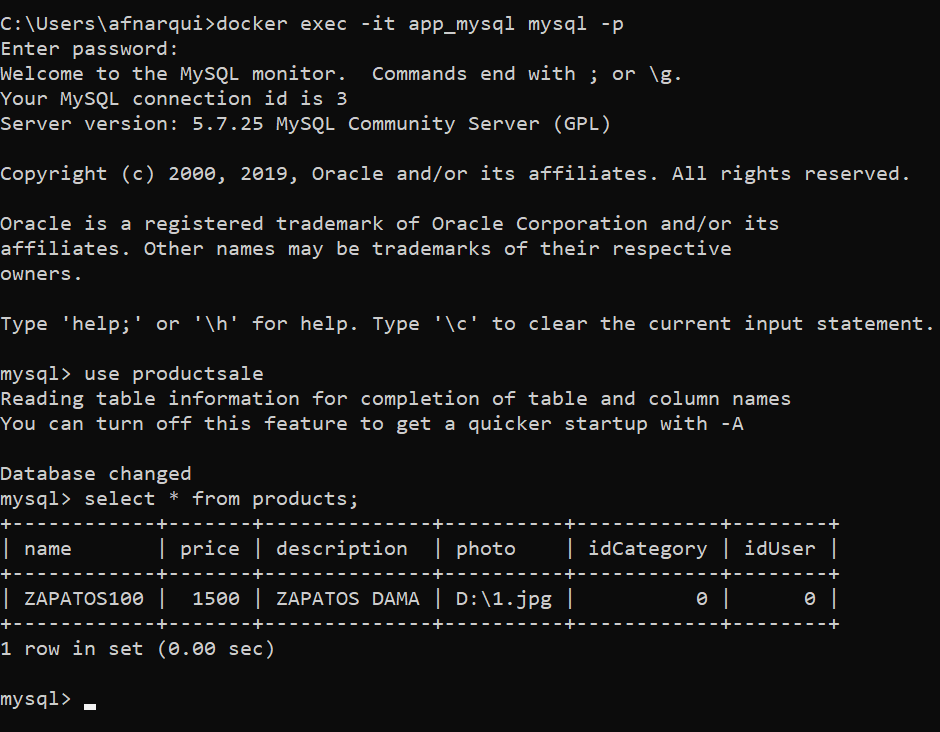 C:\Users\afnarqui>docker exec -it app_mysql mysql -p
Enter password:
Welcome to the MySQL monitor.  Commands end with ; or \g.
Your MySQL connection id is 3
Server version: 5.7.25 MySQL Community Server (GPL)

Copyright (c) 2000, 2019, Oracle and/or its affiliates. All rights reserved.

Oracle is a registered trademark of Oracle Corporation and/or its
affiliates. Other names may be trademarks of their respective
owners.

Type 'help;' or '\h' for help. Type '\c' to clear the current input statement.

mysql> use productsale
Reading table information for completion of table and column names
You can turn off this feature to get a quicker startup with -A

Database changed
mysql> select * from products;
+------------+-------+--------------+----------+------------+--------+
| name       | price | description  | photo    | idCategory | idUser |
+------------+-------+--------------+----------+------------+--------+
| ZAPATOS100 |  1500 | ZAPATOS DAMA | D:\1.jpg |          0 |      0 |
+------------+-------+--------------+----------+------------+--------+
1 row in set (0.00 sec)

mysql>